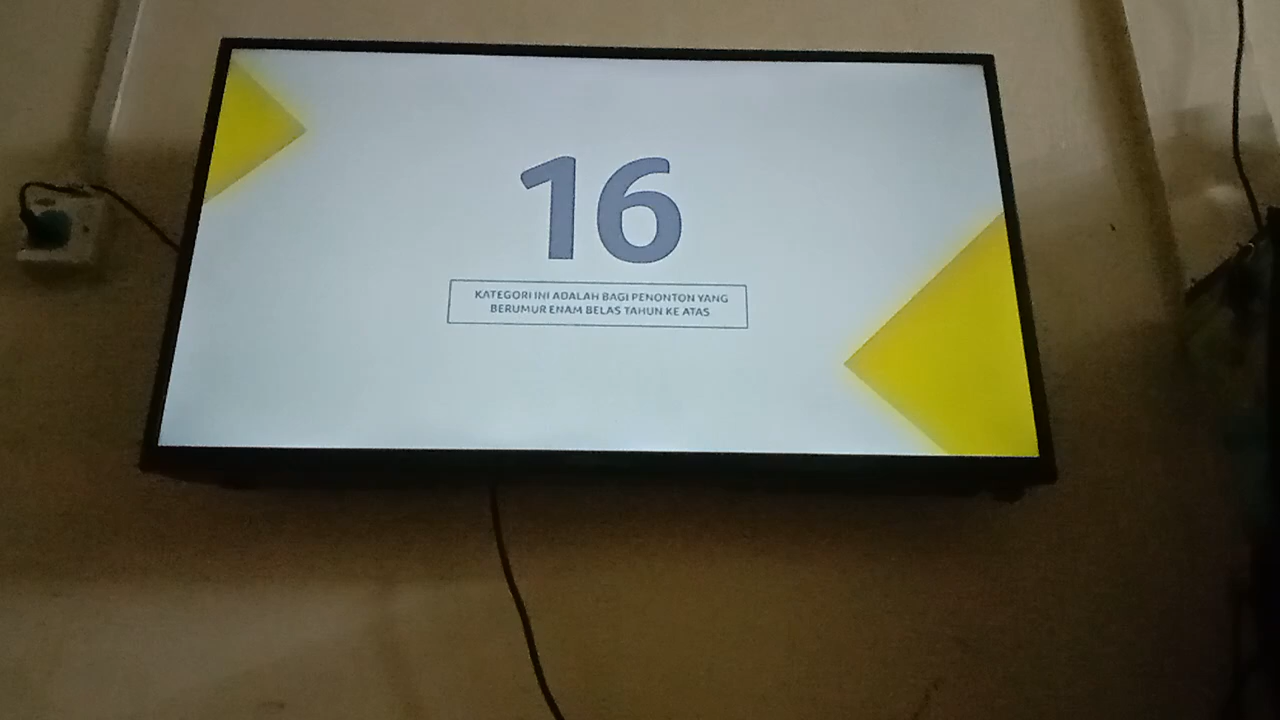 16
KATEGORI INI ADALAH BAGI PENONTON YANG
BERUMUR ENAM BELAS TAHUN KE ATAS